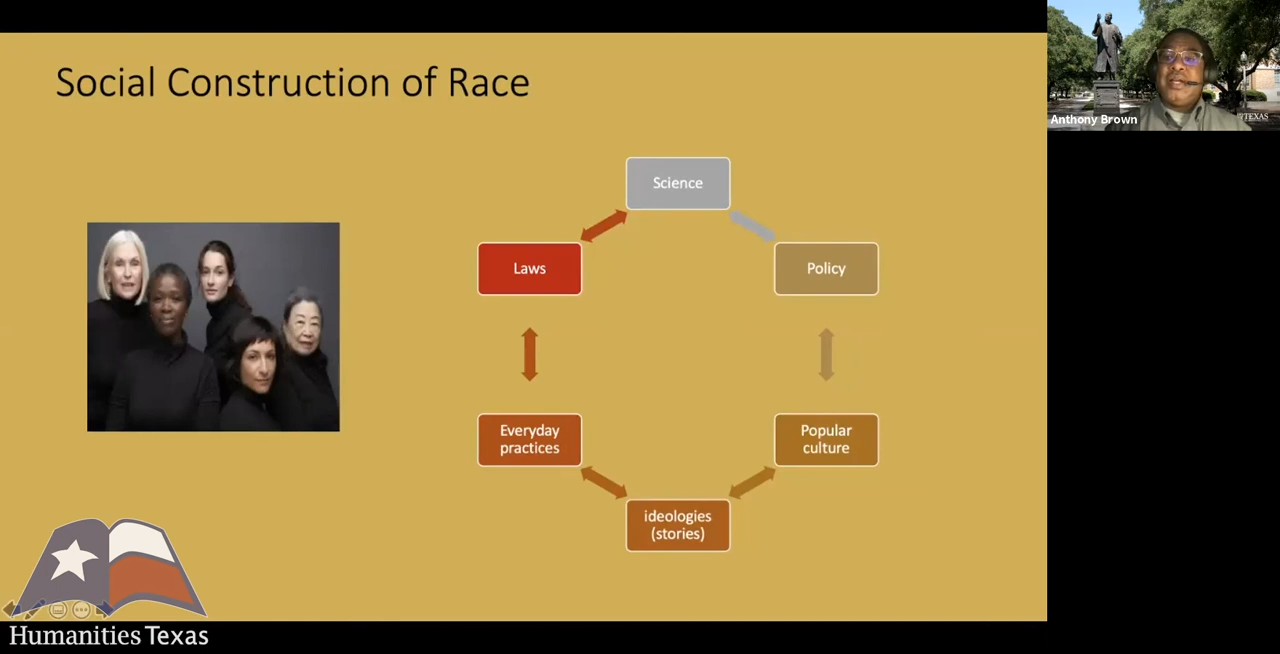 Social Construction of Race
Anthony Brown
TEXAS
Science
Laws
Policy
Everyday
practices
Popular
culture
ideologies
(stories)
Humanities Texas